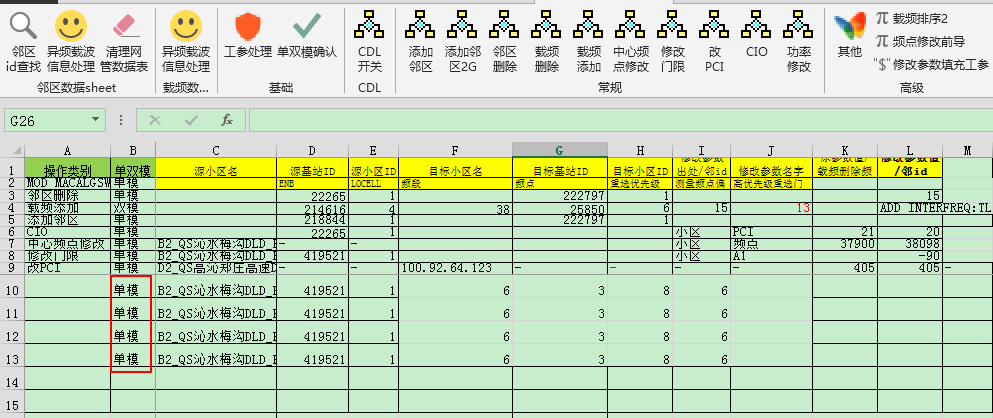 邻区 异频载波 清理网 异频载波 工参处理 单双模确认 CDL 添加 添加邻 邻区 载频 载频 中心频 修改 改 CIO 功率 其他 π 载频排序2
id查找 信息处理 管数据表 信息处理 开关 邻区 区2G 删除 删除 添加 点修改 门限 PCI 修改 π 频点修改前导
"$"修改参数填充工参
邻区数据sheet 载频数... 基础 CDL 常规 高级
G26 fx
A B C D E F G H I J K L M
1 操作类别 单双模 源小区名 源基站ID 源小区ID 目标小区名 目标基站ID 目标小区ID 修改参数出处/邻id 修改参数名字 载频删除频 修改参数值/邻id
2 MOD MACALGSW 单模 ENB LOCELL 频段 频点 重选优先级 测量频点偶 高优先级重选门
3 邻区删除 单模 22265 1 222797 1 15
4 载频添加 双模 214616 4 38 25850 6 15 13 ADD INTERFREQ:TL
5 添加邻区 单模 218844 1 222797 1
6 CIO 单模 22265 1 小区 PCI 21 20
7 中心频点修改 单模 B2_QS沁水梅沟DLD_ - - 小区 频点 37900 38098
8 修改门限 单模 B2_QS沁水梅沟DLD_ 419521 1 小区 A1 -90
9 改PCI 单模 D2_QS高沁郑庄高速D - - 100.92.64.123 - - - - 405 405 -
10 单模 B2_QS沁水梅沟DLD_ 419521 1 6 3 8 6
11 单模 B2_QS沁水梅沟DLD_ 419521 1 6 3 8 6
12 单模 B2_QS沁水梅沟DLD_ 419521 1 6 3 8 6
13 单模 B2_QS沁水梅沟DLD_ 419521 1 6 3 8 6
14
15